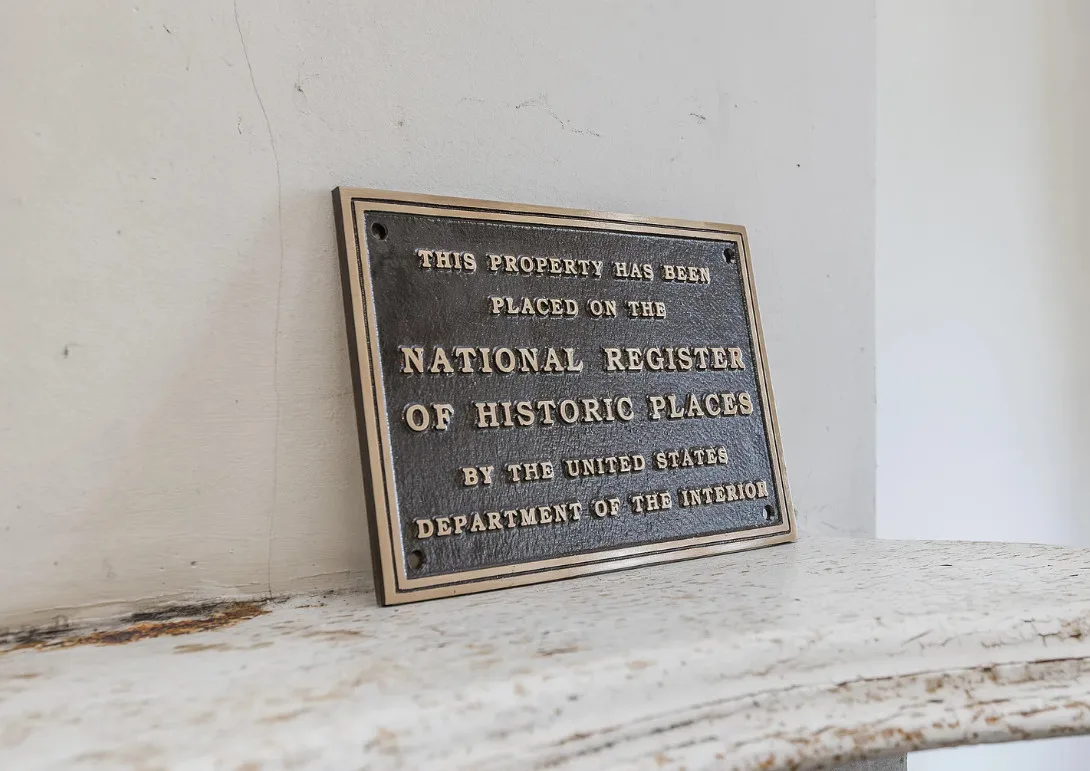 THIS PROPERTY HAS BEEN
PLACED ON THE
NATIONAL REGISTER
OF HISTORIC PLACES
BY THE UNITED STATES
DEPARTMENT OF THE INTERIOR